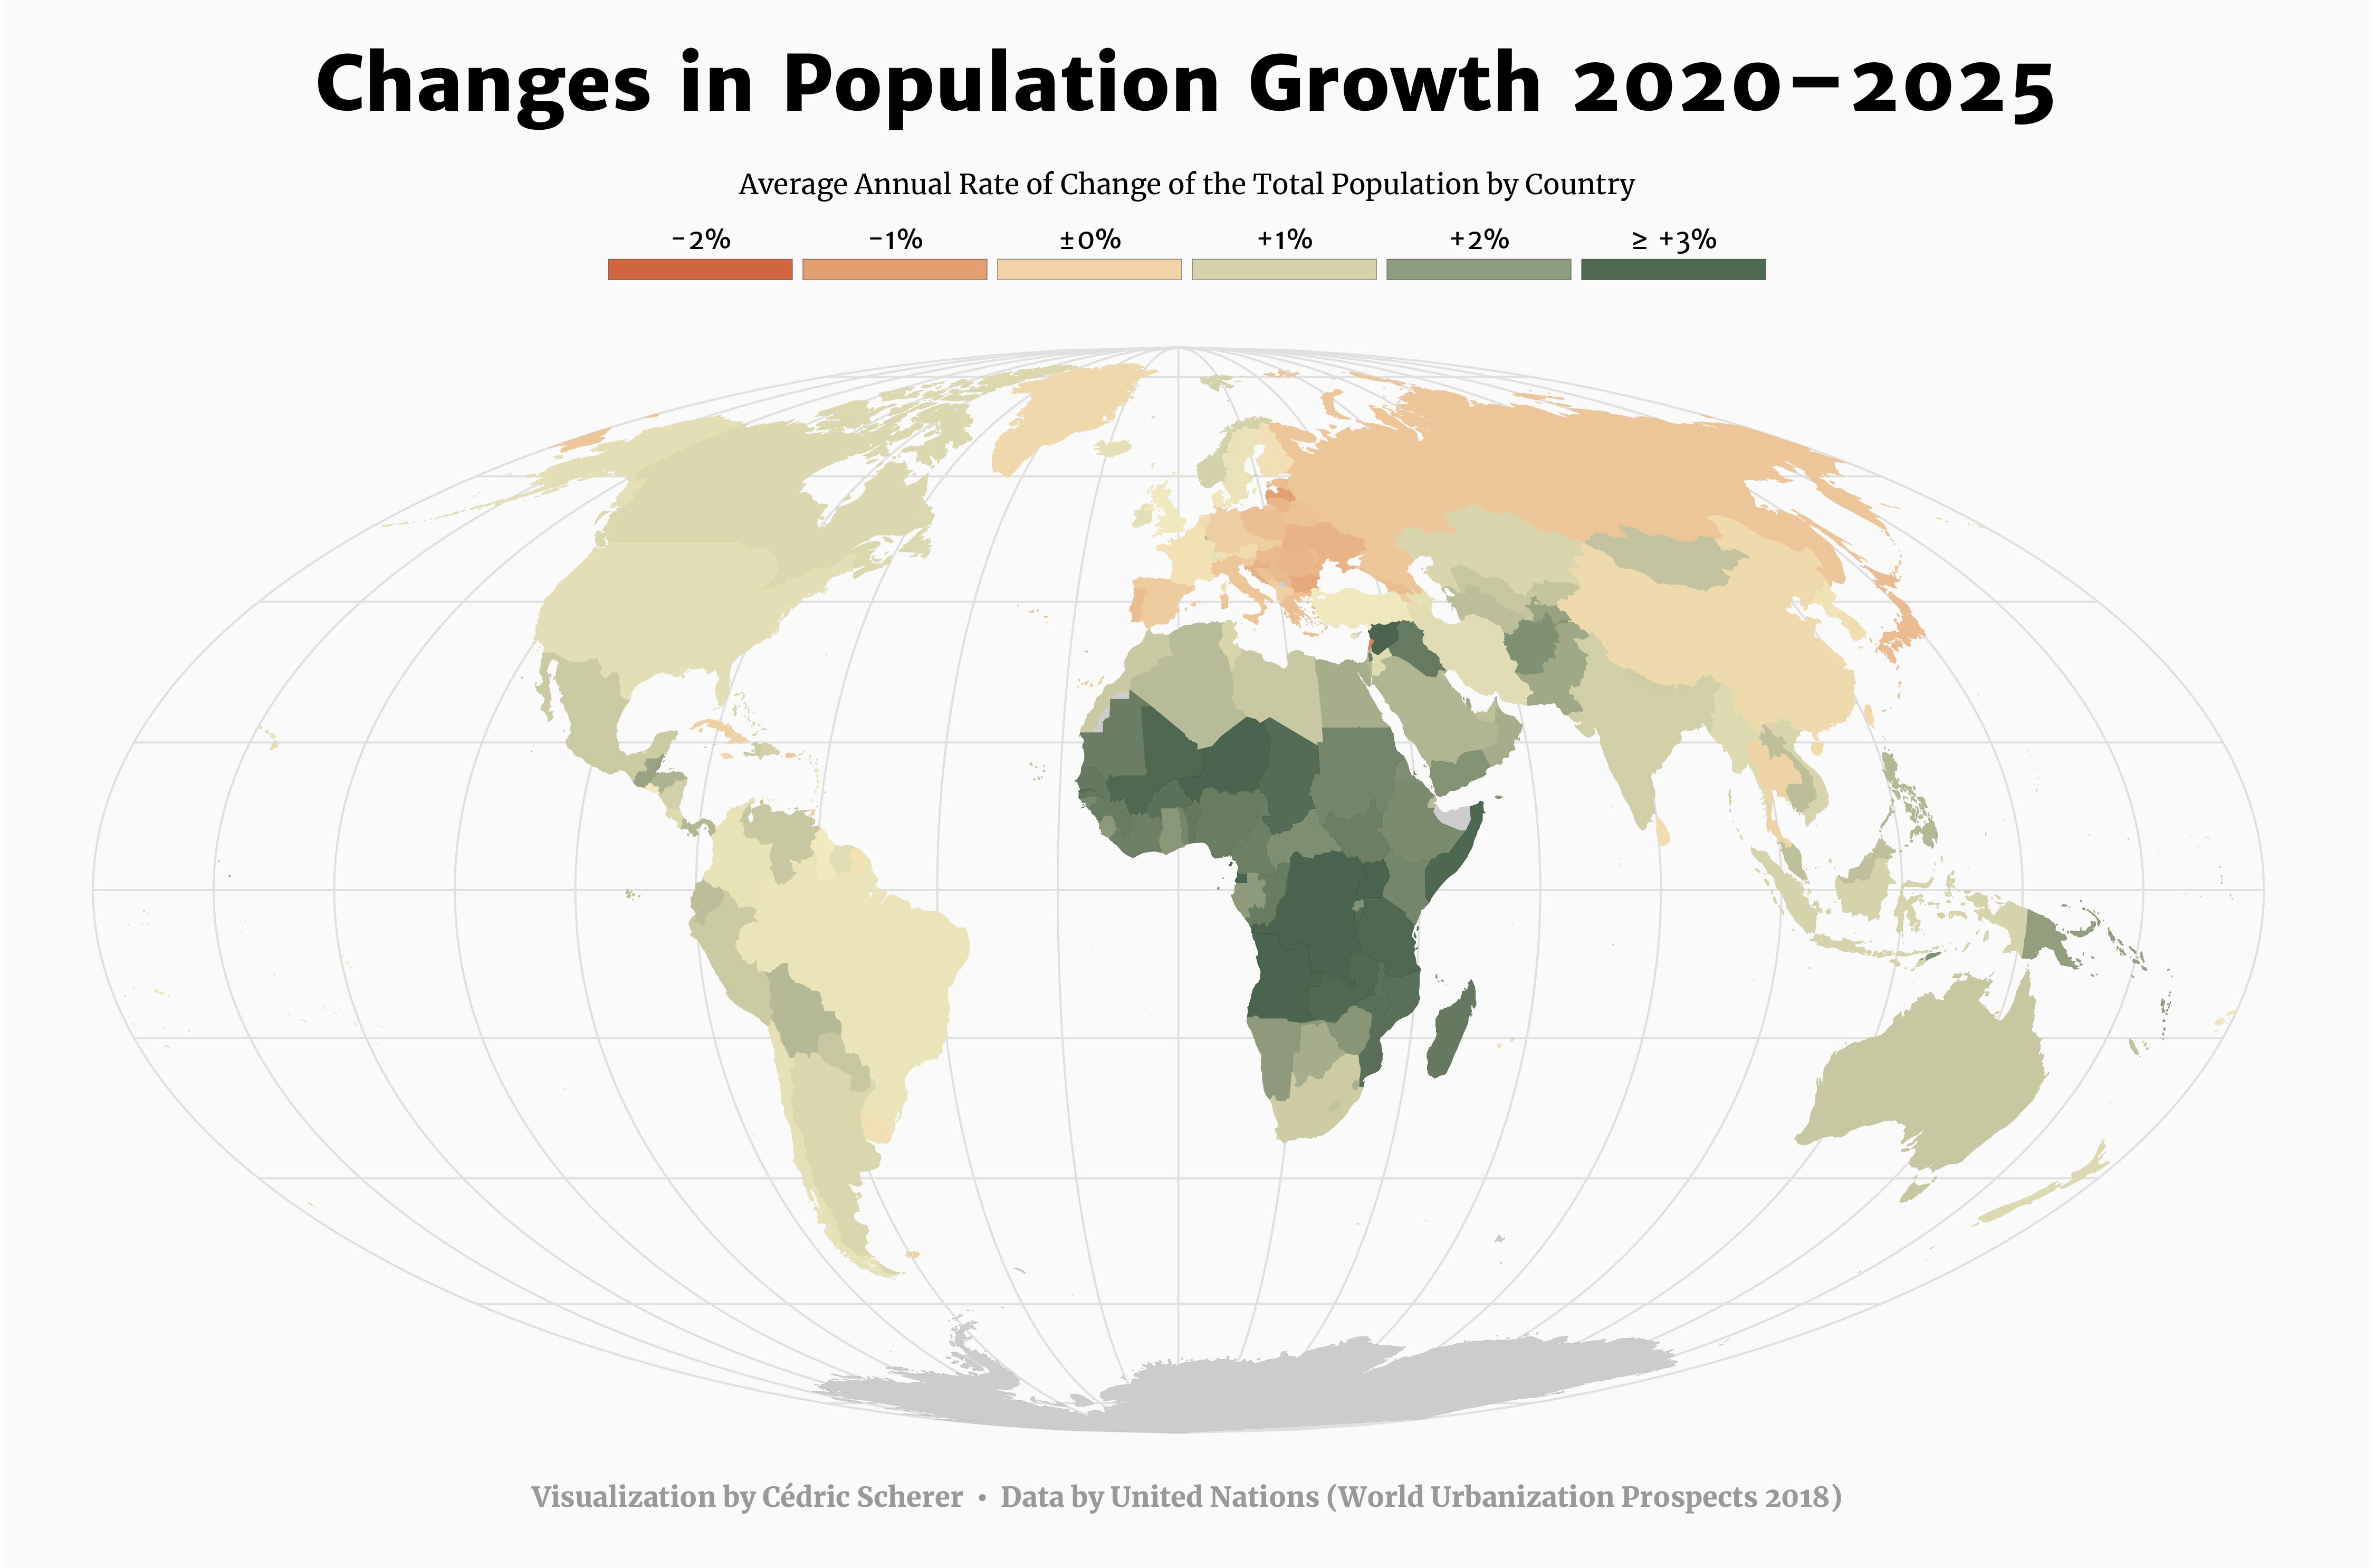 Changes in Population Growth 2020–2025
Average Annual Rate of Change of the Total Population by Country
−2% −1% ±0% +1% +2% ≥ +3%
Visualization by Cédric Scherer • Data by United Nations (World Urbanization Prospects 2018)